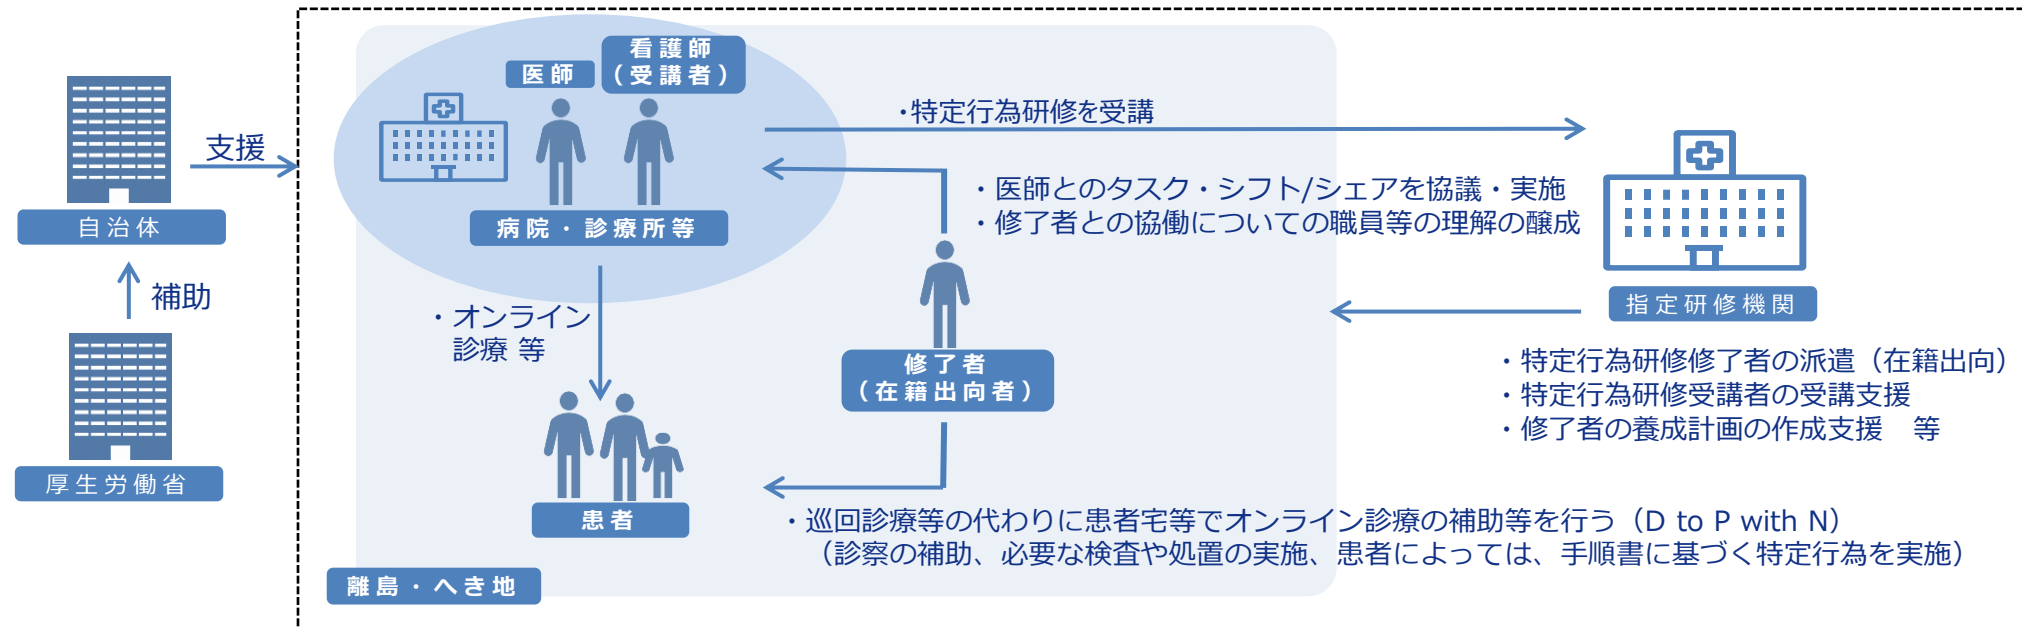 看護師
（受講者）
医師
・特定行為研修を受講
支援
・医師とのタスク・シフト/シェアを協議・実施
・修了者との協働についての職員等の理解の醸成
自治体
病院・診療所等
補助
・オンライン
診療 等
指定研修機関
修了者
（在籍出向者）
・特定行為研修修了者の派遣（在籍出向）
・特定行為研修受講者の受講支援
・修了者の養成計画の作成支援　等
厚生労働省
患者
・巡回診療等の代わりに患者宅等でオンライン診療の補助等を行う（D to P with N）
（診察の補助、必要な検査や処置の実施、患者によっては、手順書に基づく特定行為を実施）
離島・へき地